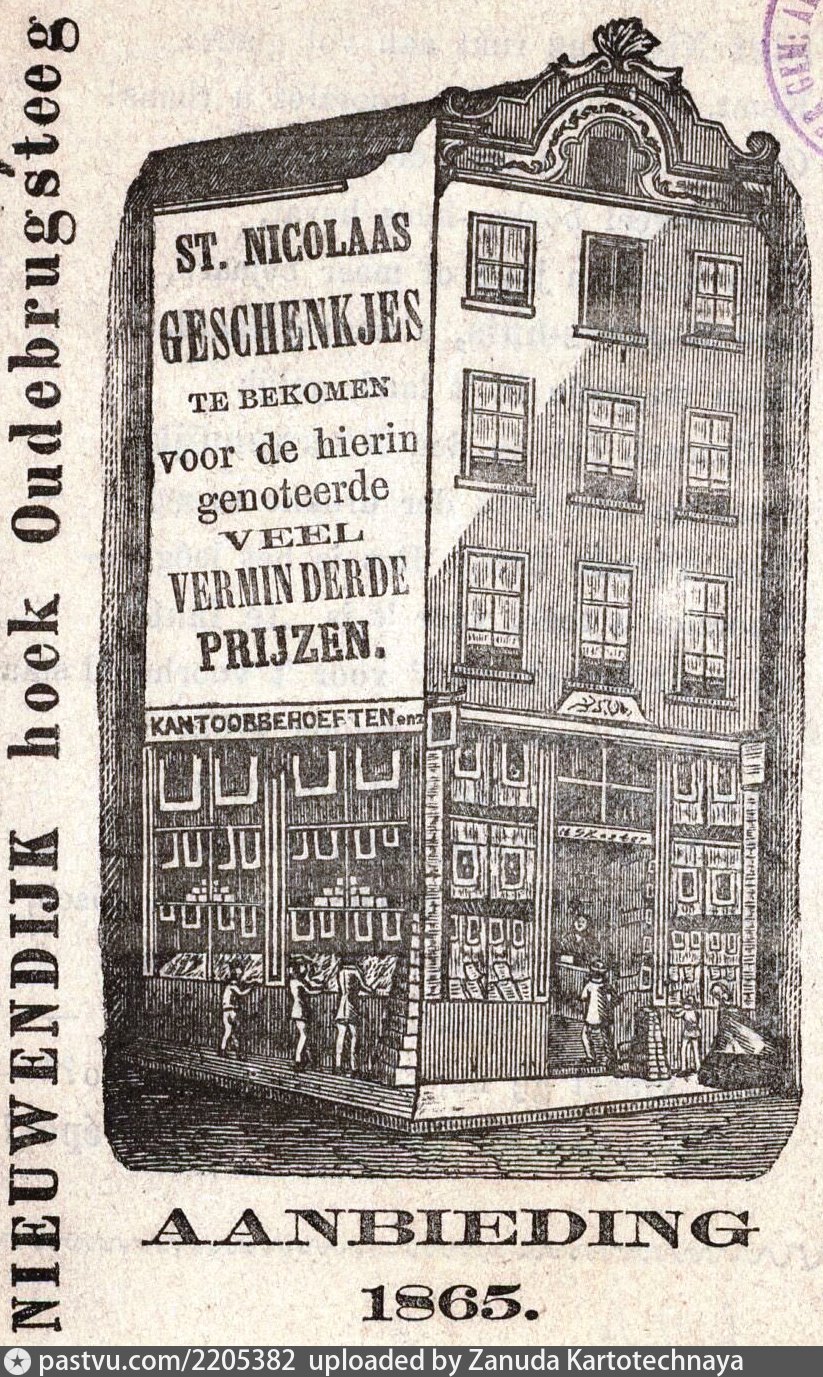 NIEUWENDIJK hoek Oudebrugsteeg
ST. NICOLAAS
GESCHENKJES
TE BEKOMEN
voor de hierin
genoteerde
VEEL
VERMINDERDE
PRIJZEN.
KANTOORBEHOEFTEN enz
AANBIEDING
1865.
GEM: A
pastvu.com/2205382 uploaded by Zanuda Kartotechnaya